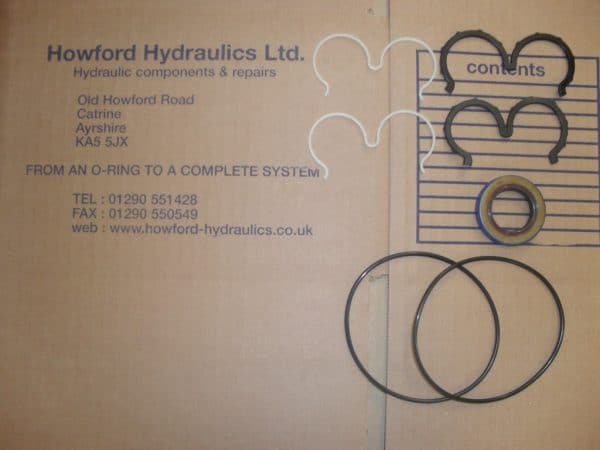 Howford Hydraulics Ltd.
Hydraulic components & repairs
Old Howford Road
Catrine
Ayrshire
KA5 5JX
FROM AN O-RING TO A COMPLETE SYSTEM
TEL : 01290 551428
FAX : 01290 550549
web : www.howford-hydraulics.co.uk
contents